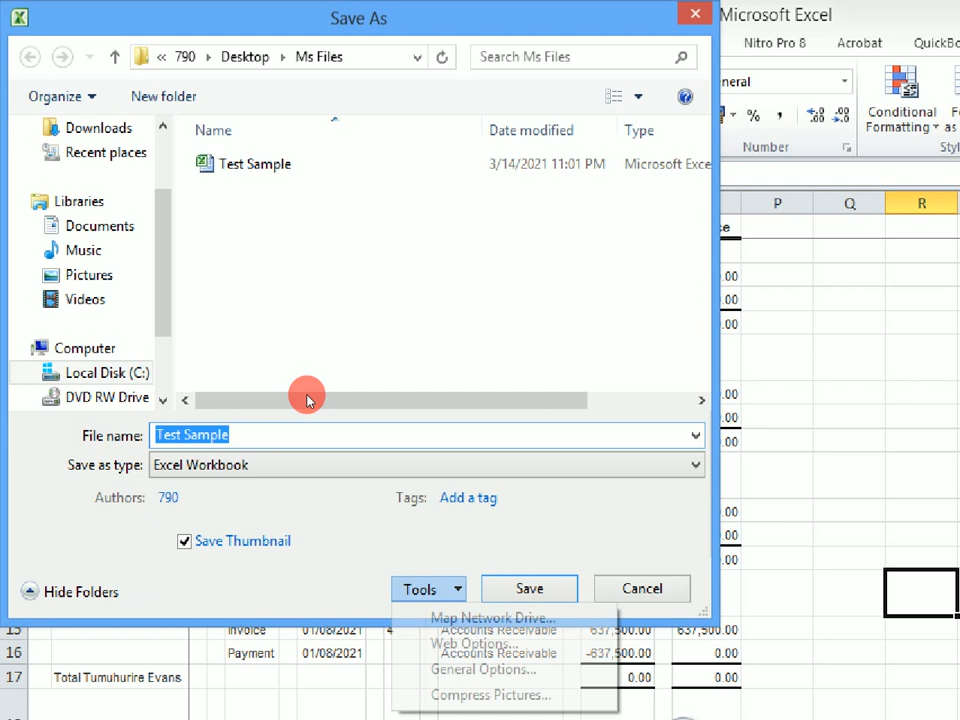 Save As
Microsoft Excel
« 790 Desktop Ms Files
Search Ms Files
Nitro Pro 8 Acrobat
Organize New folder
neral
Conditional
Formatting
Number
Downloads
Recent places
Libraries
Documents
Music
Pictures
Videos
Computer
Local Disk (C:)
DVD RW Drive
Name Date modified Type
Test Sample 3/14/2021 11:01 PM Microsoft Exce
P Q R
File name: Test Sample
Save as type: Excel Workbook
Authors: 790 Tags: Add a tag
Save Thumbnail
Hide Folders
Tools Save Cancel
Map Network Drive...
Web Options...
General Options...
Compress Pictures...
15 Invoice 01/08/2021 4 Accounts Receivable 637,500.00 637,500.00
16 Payment 01/08/2021 Accounts Receivable -637,500.00 0.00
17 Total Tumuhurire Evans 0.00 0.00